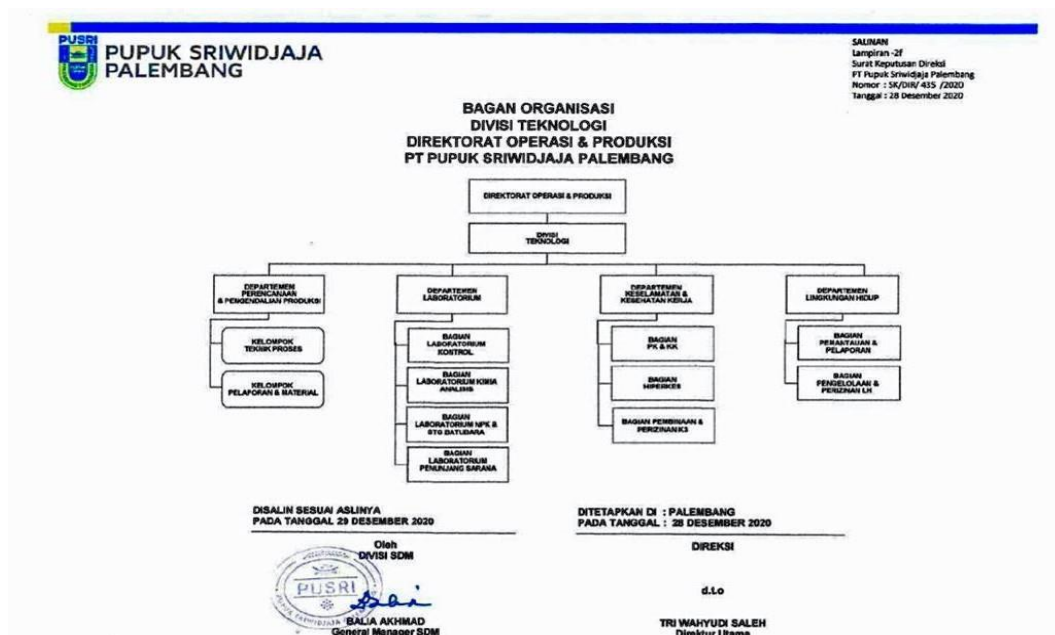 PUSRI
PUPUK SRIWIDJAJA
PALEMBANG
SALINAN
Lampiran -2f
Surat Keputusan Direksi
PT Pupuk Sriwidjaja Palembang
Nomor : SK/DIR/ 435 /2020
Tanggal : 28 Desember 2020
BAGAN ORGANISASI
DIVISI TEKNOLOGI
DIREKTORAT OPERASI & PRODUKSI
PT PUPUK SRIWIDJAJA PALEMBANG
DIREKTORAT OPERASI & PRODUKSI
DIVISI
TEKNOLOGI
DEPARTEMEN
PERENCANAAN
& PENGENDALIAN PRODUKSI
KELOMPOK
TEKNIK PROSES
KELOMPOK
PELAPORAN & MATERIAL
DEPARTEMEN
LABORATORIUM
BAGIAN
LABORATORIUM
KONTROL
BAGIAN
LABORATORIUM KIMIA
ANALISIS
BAGIAN
LABORATORIUM NPK &
STG BATUBARA
BAGIAN
LABORATORIUM
PENUNJANG SARANA
DEPARTEMEN
KESELAMATAN &
KESEHATAN KERJA
BAGIAN
PK & KK
BAGIAN
HIPERKES
BAGIAN PEMBINAAN &
PERIZINAN K3
DEPARTEMEN
LINGKUNGAN HIDUP
BAGIAN
PEMANTAUAN &
PELAPORAN
BAGIAN
PENGELOLAAN &
PERIZINAN LH
DISALIN SESUAI ASLINYA
PADA TANGGAL 29 DESEMBER 2020
Oleh
DIVISI SDM
PUSRI
BALIA AKHMAD
General Manager SDM
DITETAPKAN DI : PALEMBANG
PADA TANGGAL : 28 DESEMBER 2020
DIREKSI
d.t.o
TRI WAHYUDI SALEH
Direktur Utama